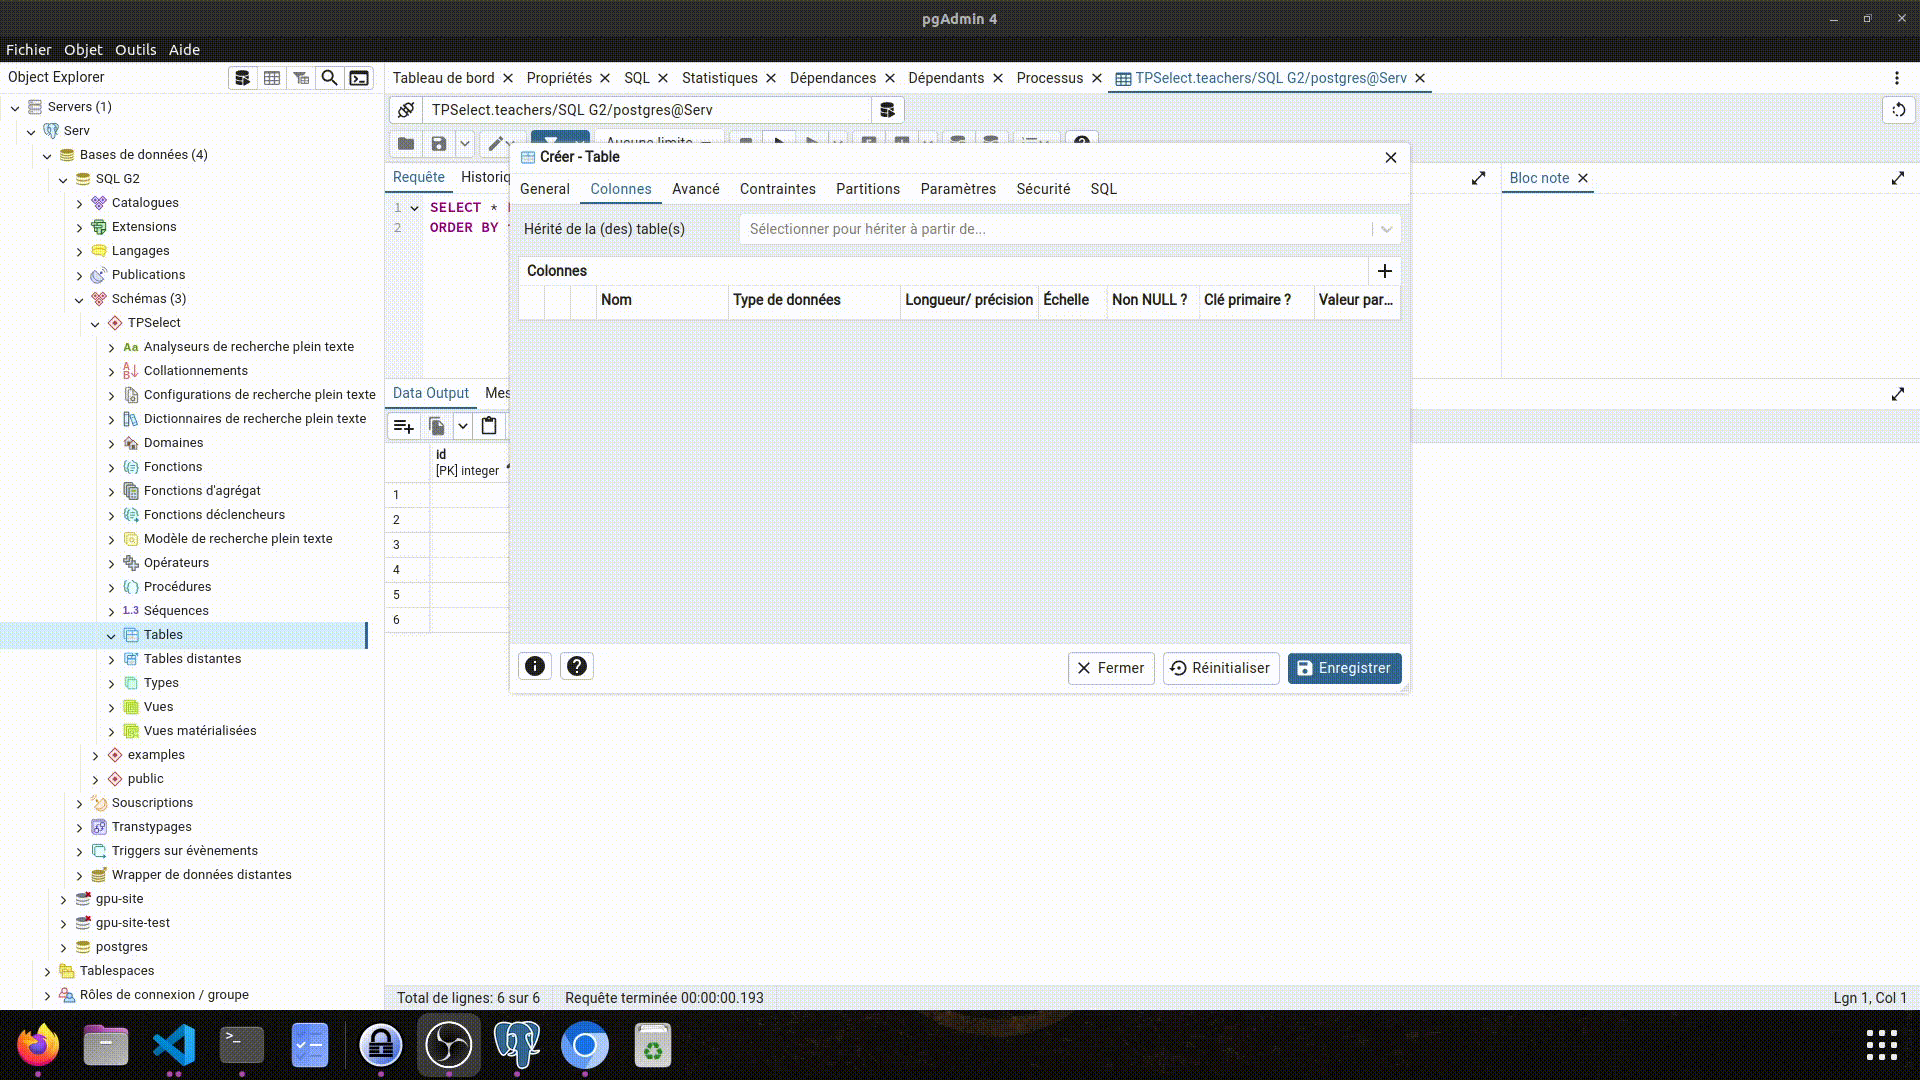 pgAdmin 4
Fichier Objet Outils Aide
Object Explorer
Servers (1)
Serv
Bases de données (4)
SQL G2
Catalogues
Extensions
Langages
Publications
Schémas (3)
TPSelect
Aa Analyseurs de recherche plein texte
Collationnements
Configurations de recherche plein texte
Dictionnaires de recherche plein texte
Domaines
Fonctions
Fonctions d'agrégat
Fonctions déclencheurs
Modèle de recherche plein texte
Opérateurs
Procédures
1..3 Séquences
Tables
Tables distantes
Types
Vues
Vues matérialisées
examples
public
Souscriptions
Transtypages
Triggers sur évènements
Wrapper de données distantes
gpu-site
gpu-site-test
postgres
Tablespaces
Rôles de connexion / groupe
Tableau de bord Propriétés SQL Statistiques Dépendances Dépendants Processus TPSelect.teachers/SQL G2/postgres@Serv
TPSelect.teachers/SQL G2/postgres@Serv
Aucune limite
Requête Historiq
1 SELECT *
2 ORDER BY
Bloc note
Créer - Table
General Colonnes Avancé Contraintes Partitions Paramètres Sécurité SQL
Hérité de la (des) table(s) Sélectionner pour hériter à partir de...
Colonnes
Nom Type de données Longueur/ précision Échelle Non NULL ? Clé primaire ? Valeur par...
Fermer Réinitialiser Enregistrer
Data Output Mes
id
[PK] integer
1
2
3
4
5
6
Total de lignes: 6 sur 6 Requête terminée 00:00:00.193 Lgn 1, Col 1